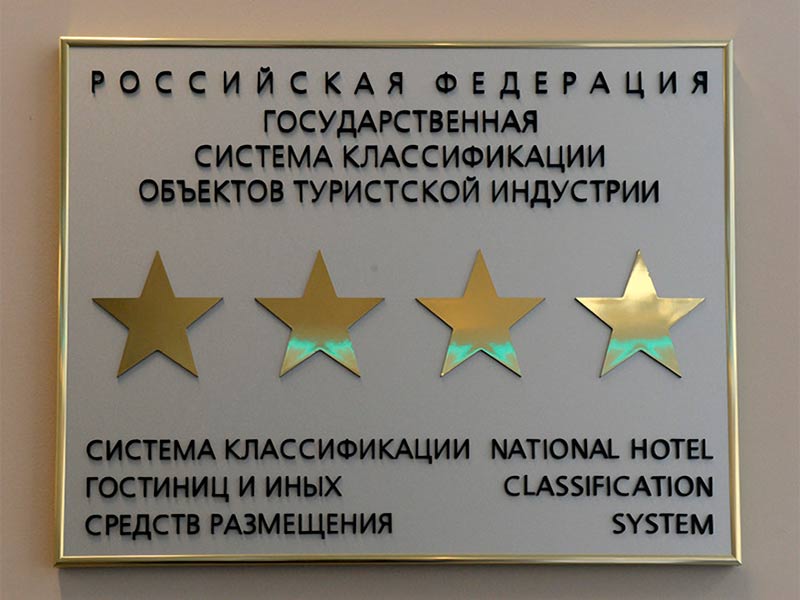 РОССИЙСКАЯ ФЕДЕРАЦИЯ
ГОСУДАРСТВЕННАЯ
СИСТЕМА КЛАССИФИКАЦИИ
ОБЪЕКТОВ ТУРИСТСКОЙ ИНДУСТРИИ
СИСТЕМА КЛАССИФИКАЦИИ
ГОСТИНИЦ И ИНЫХ
СРЕДСТВ РАЗМЕЩЕНИЯ
NATIONAL HOTEL
CLASSIFICATION
SYSTEM